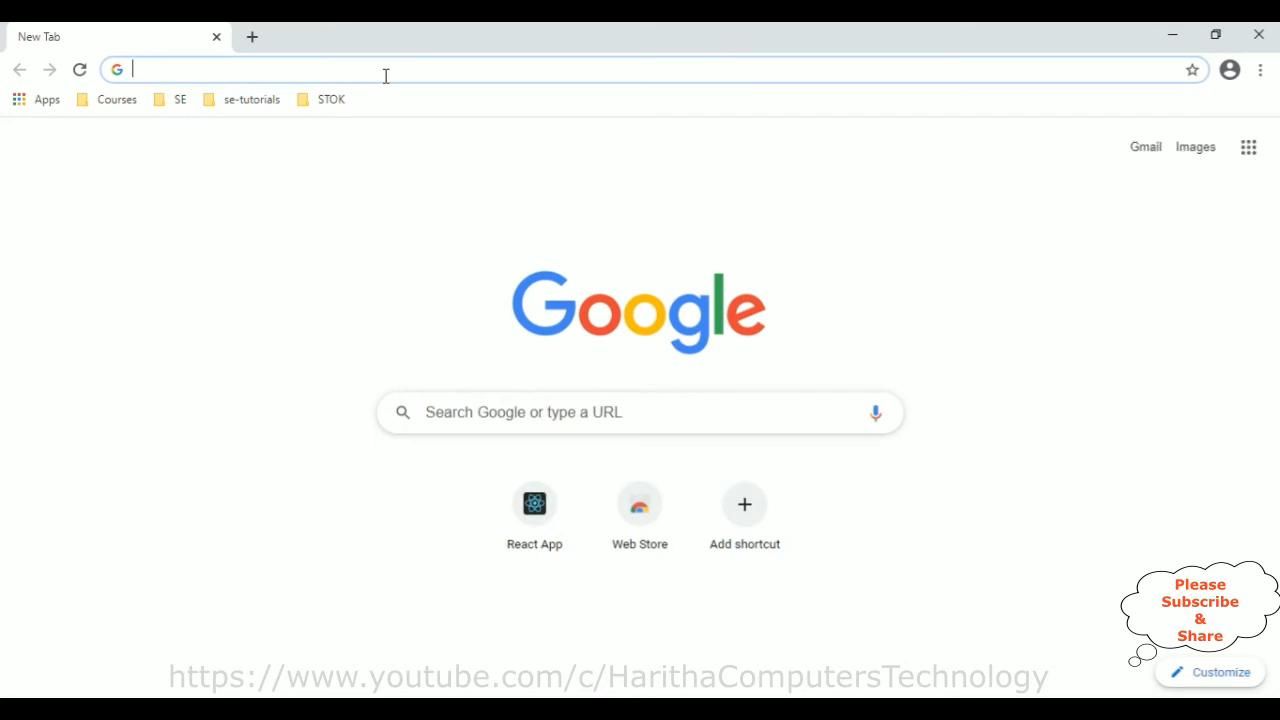 New Tab
Apps Courses SE se-tutorials STOK
Gmail Images
Google
Search Google or type a URL
React App Web Store Add shortcut
Please
Subscribe
&
Share
https://www.youtube.com/c/HarithaComputersTechnology
Customize